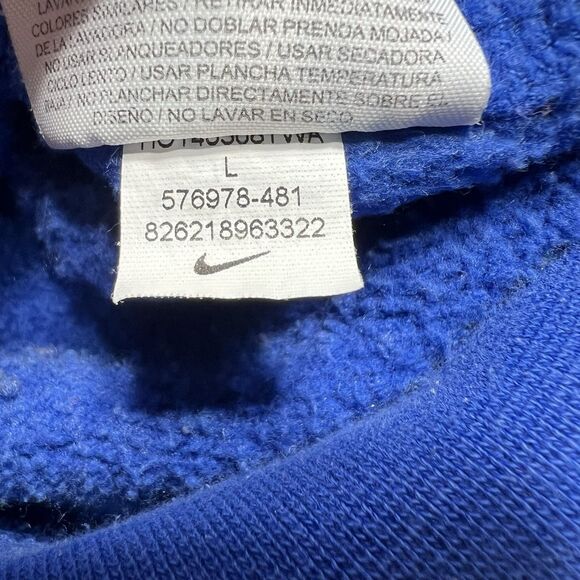 COLORES SIMILARES / RETIRAR INMEDIATAMENTE
DE LA LAVADORA / NO DOBLAR PRENDA MOJADA /
NO USAR BLANQUEADORES / USAR SECADORA
CICLO LENTO / USAR PLANCHA TEMPERATURA
BAJA / NO PLANCHAR DIRECTAMENTE SOBRE EL
DISEÑO / NO LAVAR EN SECO
L
576978-481
826218963322